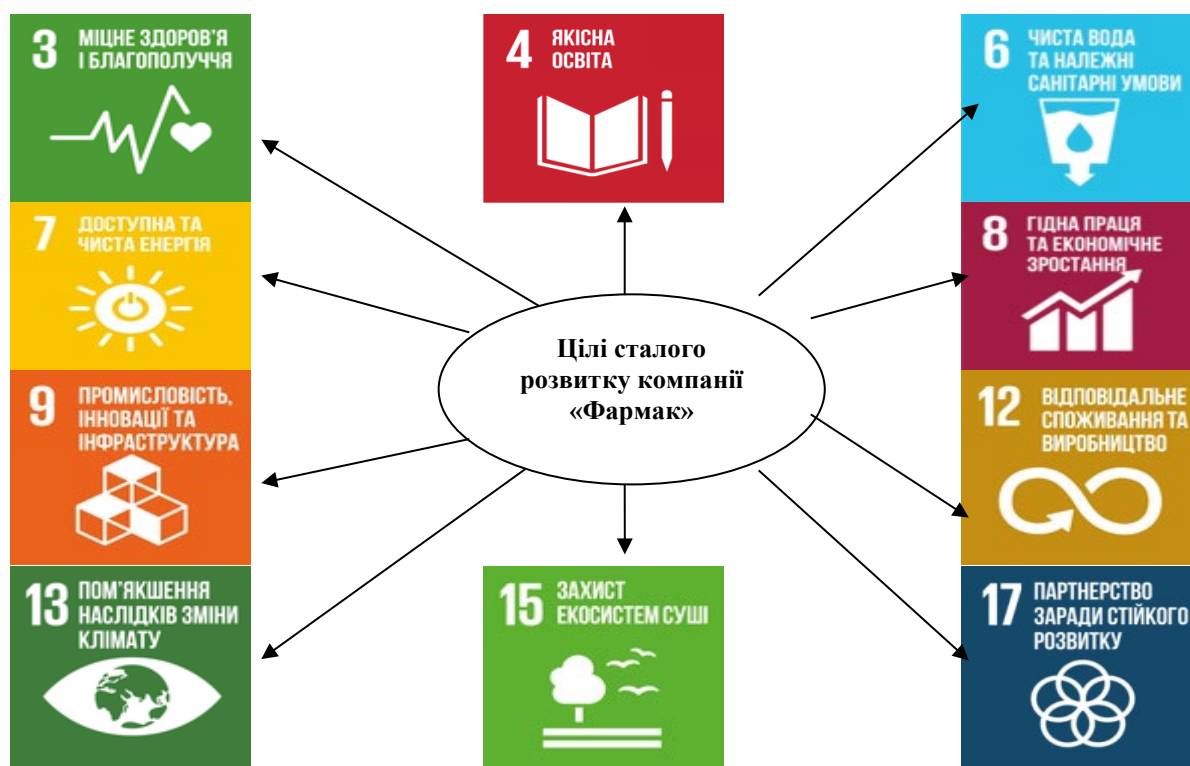 3 МІЦНЕ ЗДОРОВ'Я
І БЛАГОПОЛУЧЧЯ
4 ЯКІСНА
ОСВІТА
6 ЧИСТА ВОДА
ТА НАЛЕЖНІ
САНІТАРНІ УМОВИ
7 ДОСТУПНА ТА
ЧИСТА ЕНЕРГІЯ
8 ГІДНА ПРАЦЯ
ТА ЕКОНОМІЧНЕ
ЗРОСТАННЯ
Цілі сталого
розвитку компанії
«Фармак»
9 ПРОМИСЛОВІСТЬ,
ІННОВАЦІЇ ТА
ІНФРАСТРУКТУРА
12 ВІДПОВІДАЛЬНЕ
СПОЖИВАННЯ ТА
ВИРОБНИЦТВО
13 ПОМ'ЯКШЕННЯ
НАСЛІДКІВ ЗМІНИ
КЛІМАТУ
15 ЗАХИСТ
ЕКОСИСТЕМ СУШІ
17 ПАРТНЕРСТВО
ЗАРАДИ СТІЙКОГО
РОЗВИТКУ